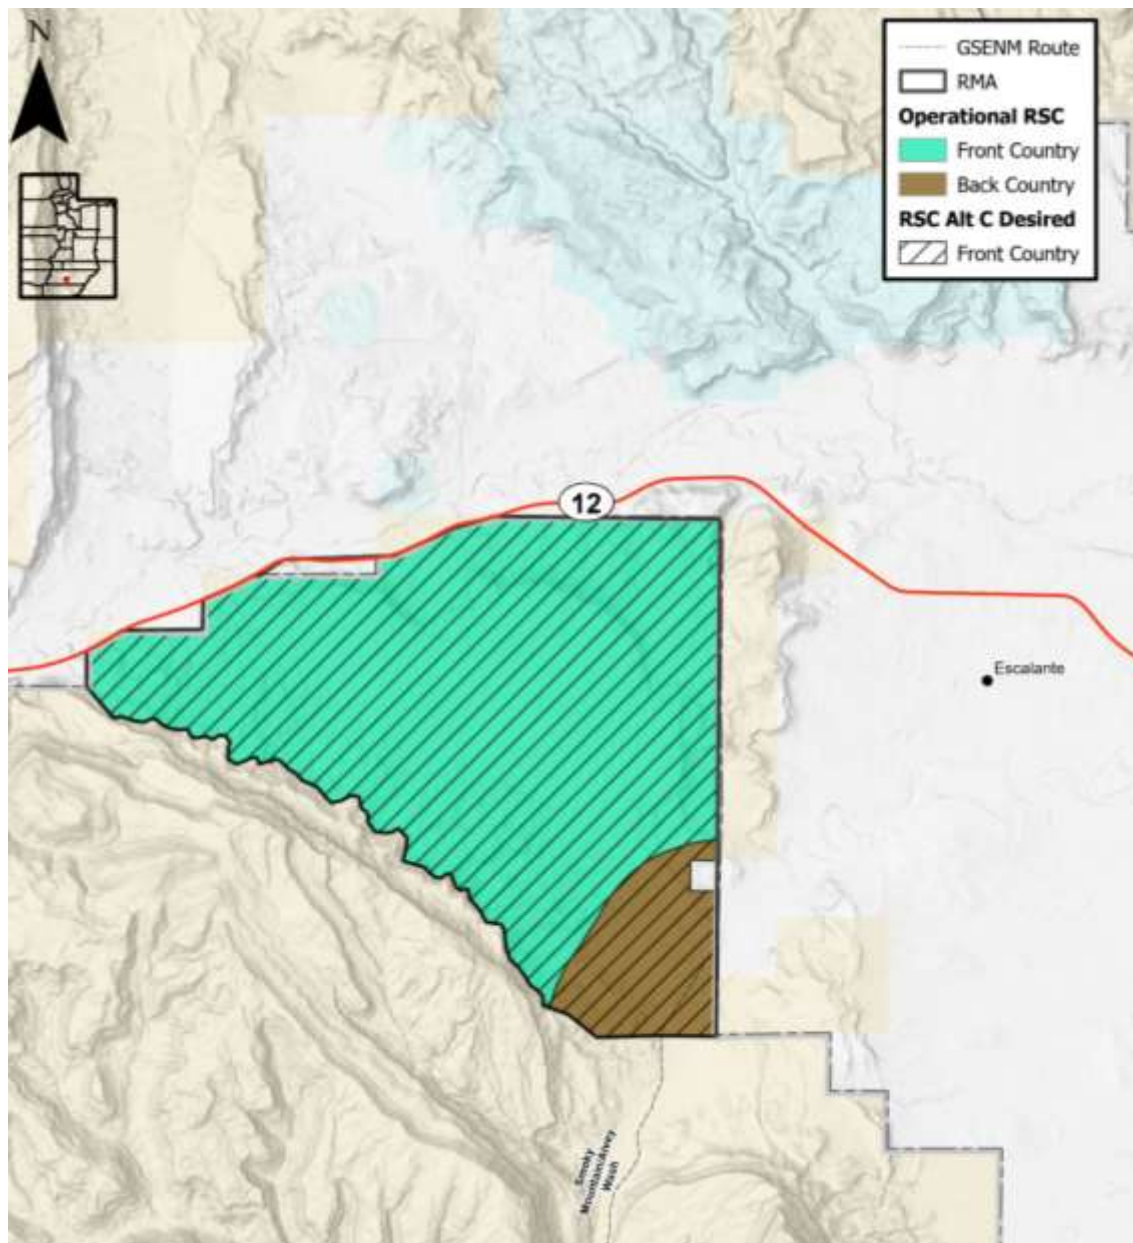 N
GSENM Route
RMA
Operational RSC
Front Country
Back Country
RSC Alt C Desired
Front Country
12
Escalante
Smoky
Mountain/Alvey
Wash